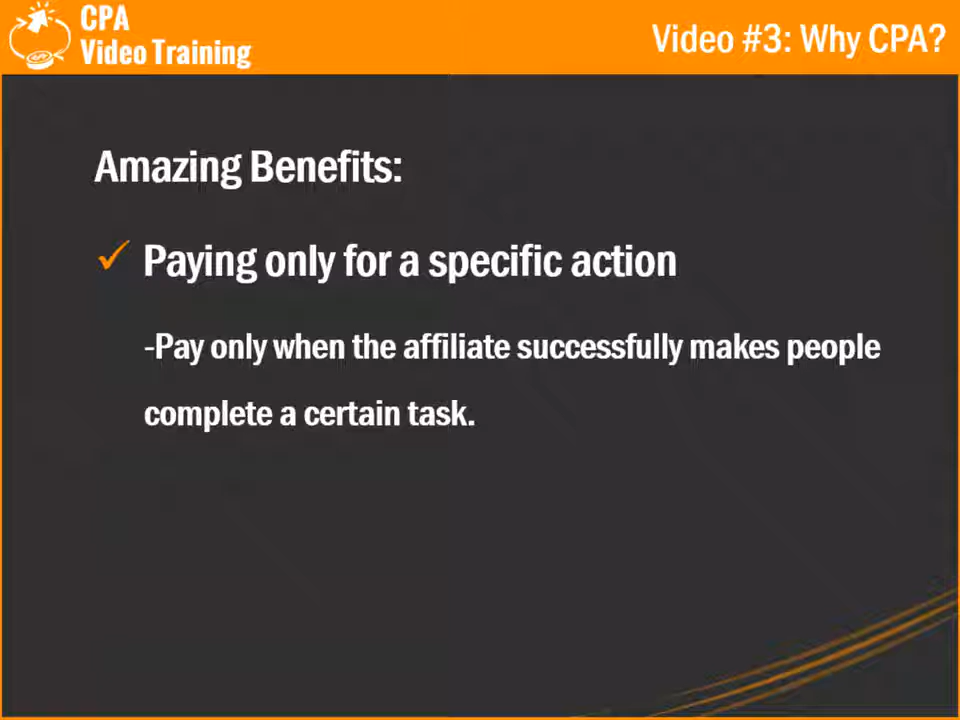 CPA
Video Training
Video #3: Why CPA?
Amazing Benefits:
✓ Paying only for a specific action
-Pay only when the affiliate successfully makes people
complete a certain task.